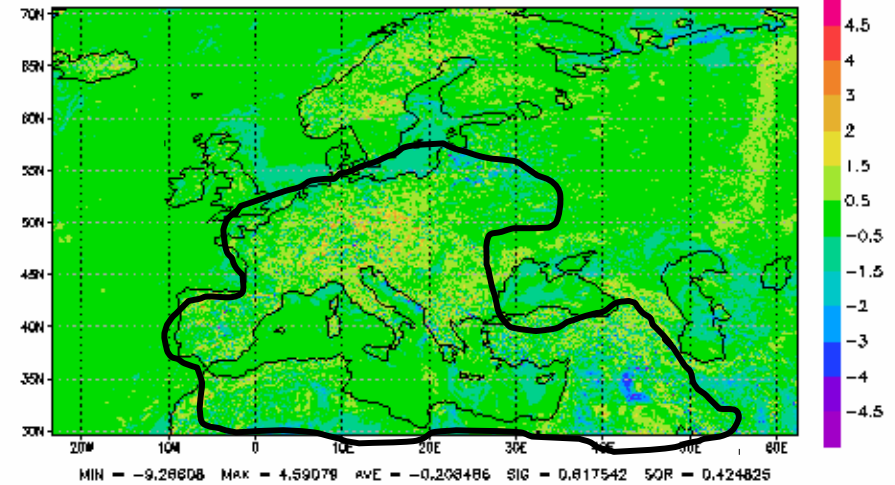 70N
65N
60N
55N
50N
45N
40N
35N
30N
20W 10W 0 10E 20E 30E 40E 50E 60E
4.5
4
3
2
1.5
0.5
-0.5
-1.5
-2
-3
-4
-4.5
MIN = -9.28608 MAX = 4.59079 AVE = -0.208486 SIG = 0.617542 SQR = 0.424825